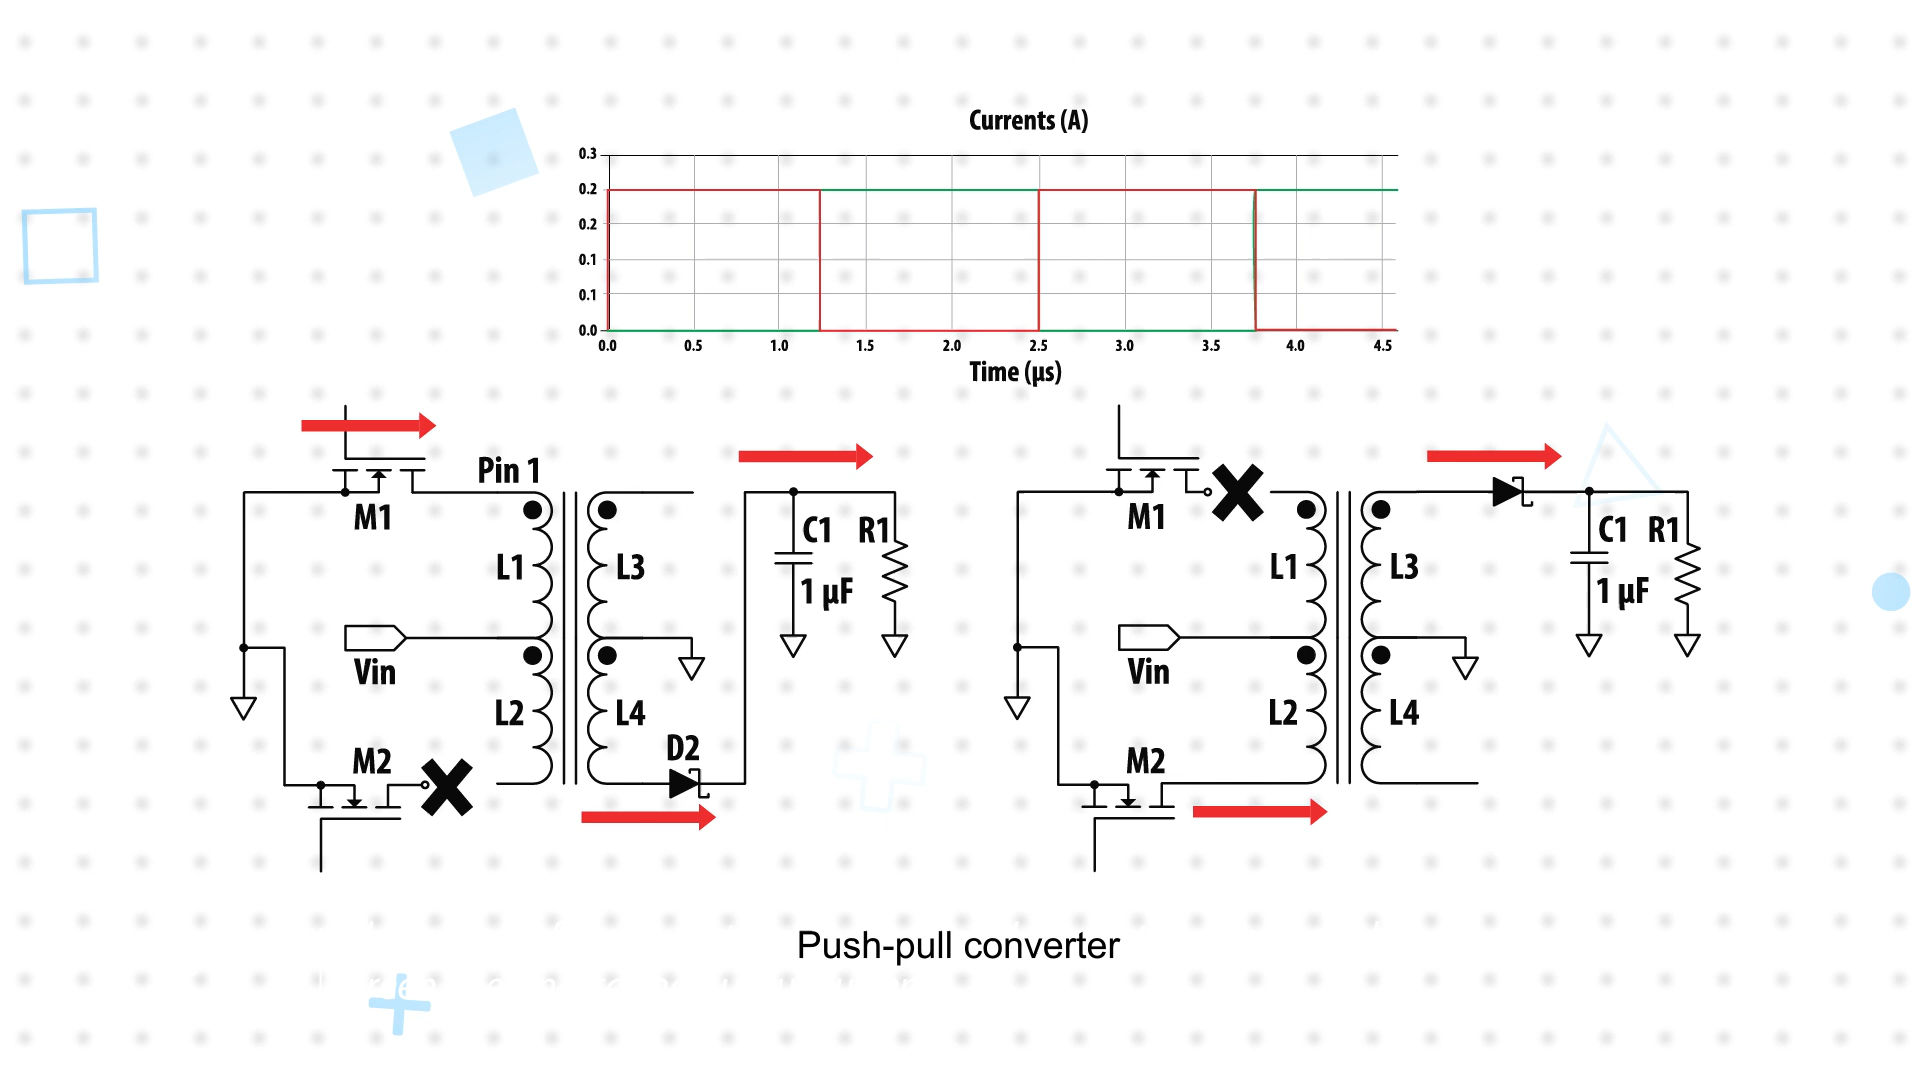 Currents (A)
0.3
0.2
0.2
0.1
0.1
0.0
0.0 0.5 1.0 1.5 2.0 2.5 3.0 3.5 4.0 4.5
Time (µs)
Pin 1
M1
L1
L3
C1
1 µF
R1
Vin
L2
L4
M2
D2
M1
L1
L3
C1
1 µF
R1
Vin
L2
L4
M2
Push-pull converter